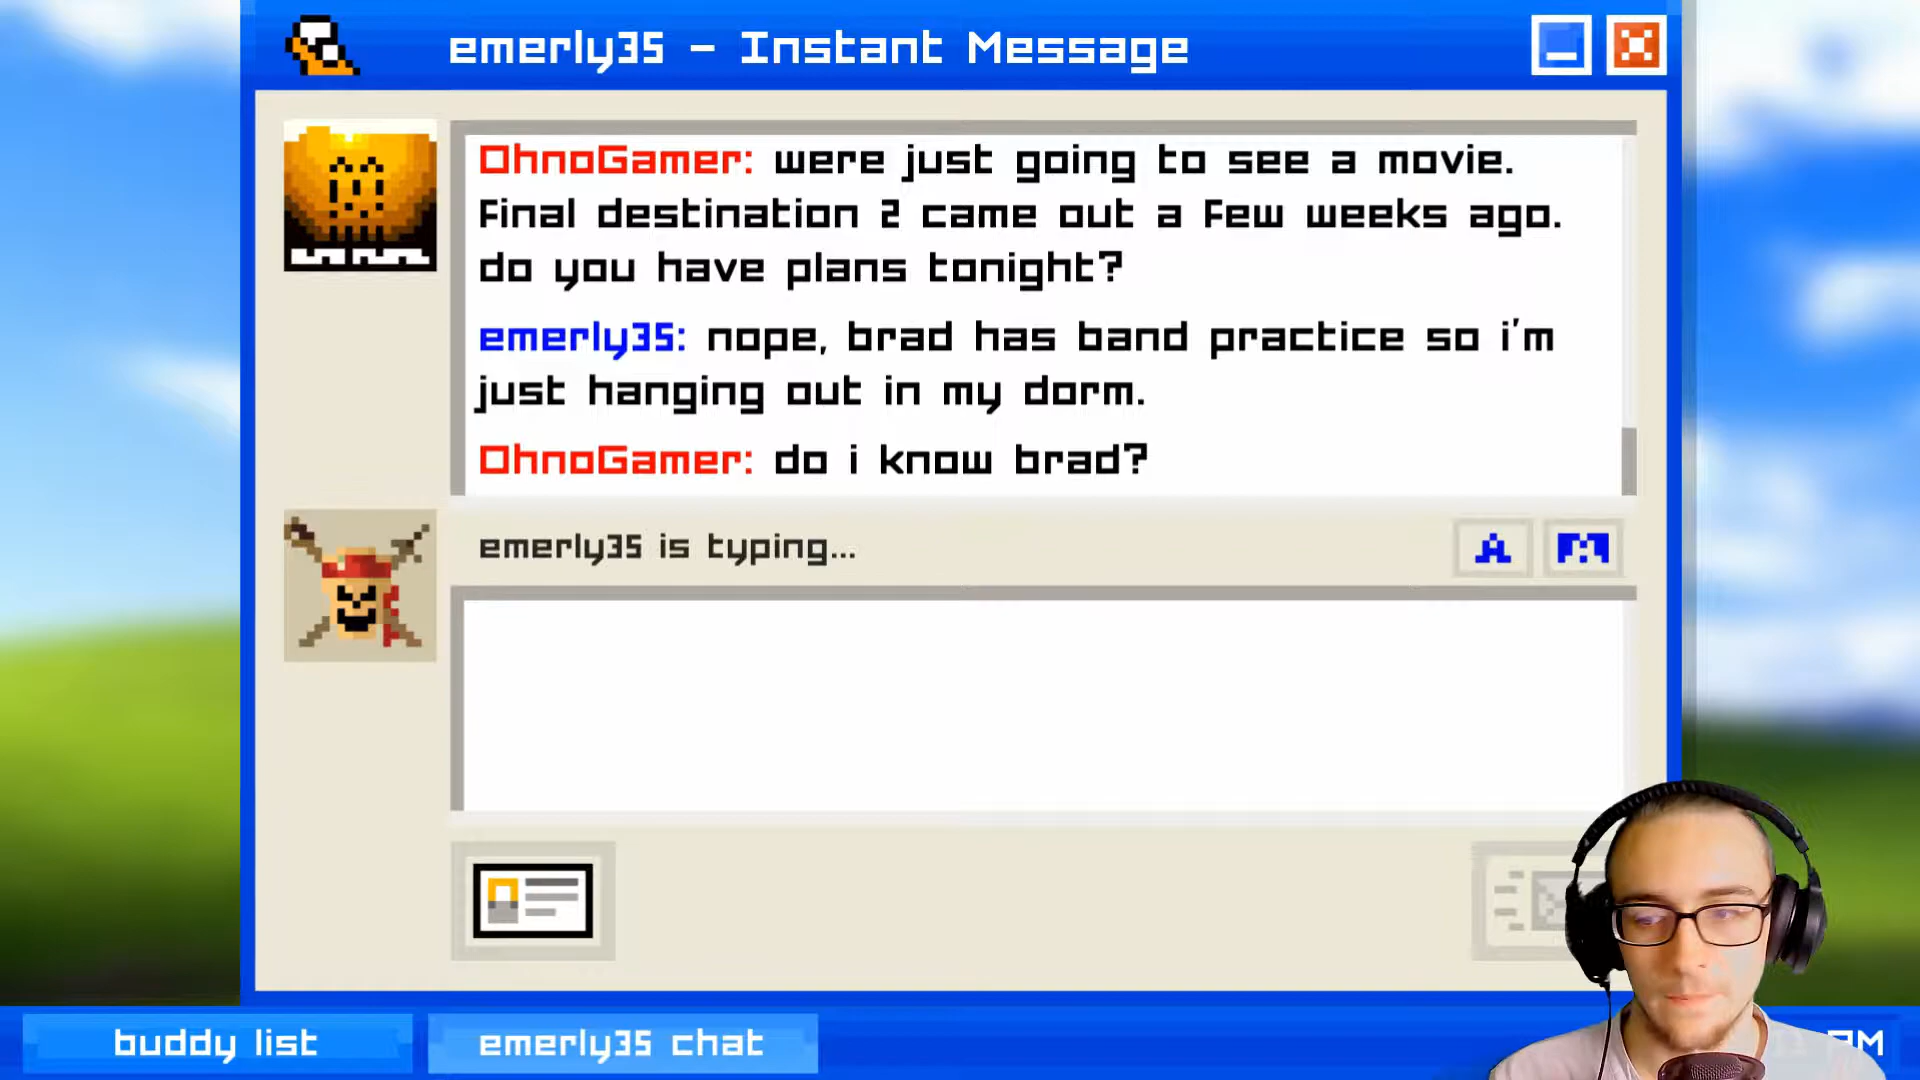 emerly35 - Instant Message
OhnoGamer: were just going to see a movie.
Final destination 2 came out a few weeks ago.
do you have plans tonight?
emerly35: nope, brad has band practice so i'm
just hanging out in my dorm.
OhnoGamer: do i know brad?
emerly35 is typing...
A
buddy list
emerly35 chat